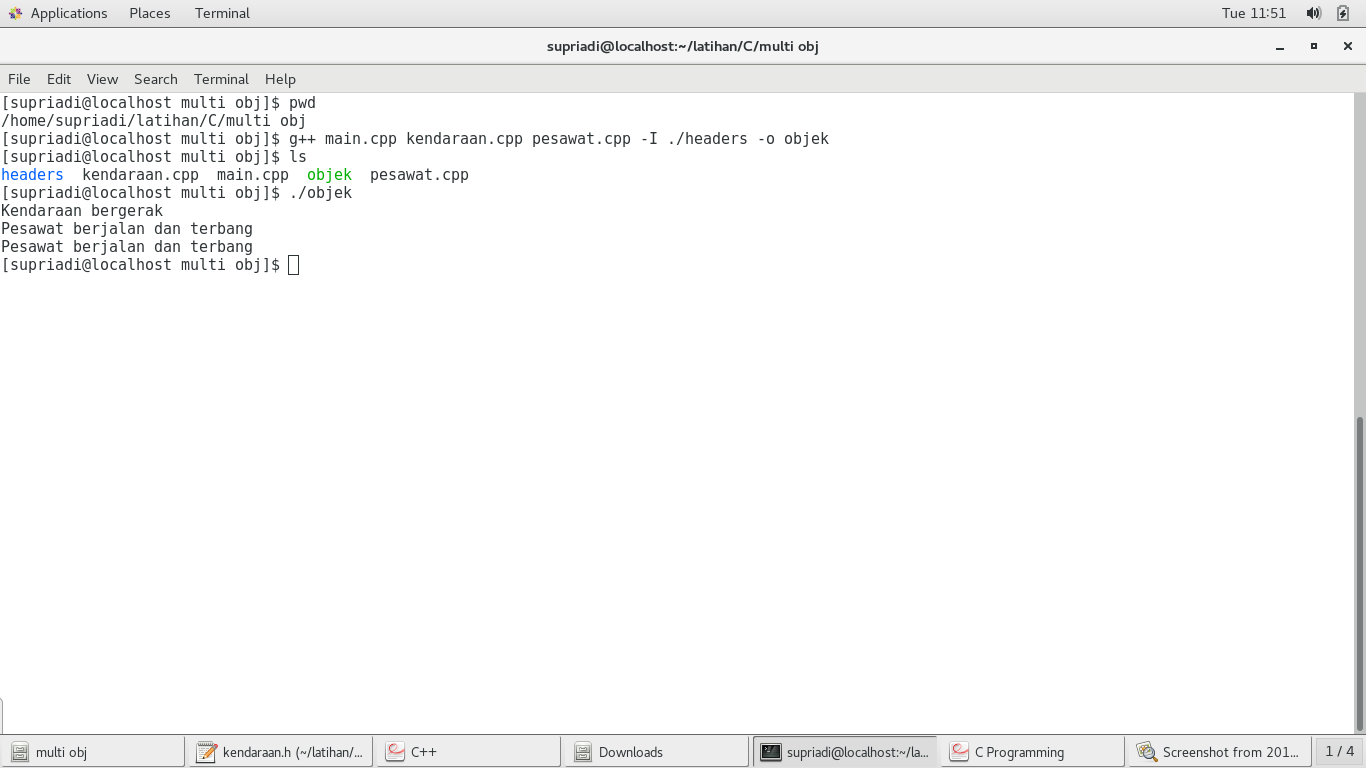 Applications Places Terminal Tue 11:51
supriadi@localhost:~/latihan/C/multi obj
File Edit View Search Terminal Help
[supriadi@localhost multi obj]$ pwd
/home/supriadi/latihan/C/multi obj
[supriadi@localhost multi obj]$ g++ main.cpp kendaraan.cpp pesawat.cpp -I ./headers -o objek
[supriadi@localhost multi obj]$ ls
headers  kendaraan.cpp  main.cpp  objek  pesawat.cpp
[supriadi@localhost multi obj]$ ./objek
Kendaraan bergerak
Pesawat berjalan dan terbang
Pesawat berjalan dan terbang
[supriadi@localhost multi obj]$
multi obj kendaraan.h (~/latihan/... C++ Downloads supriadi@localhost:~/la... C Programming Screenshot from 201... 1 / 4